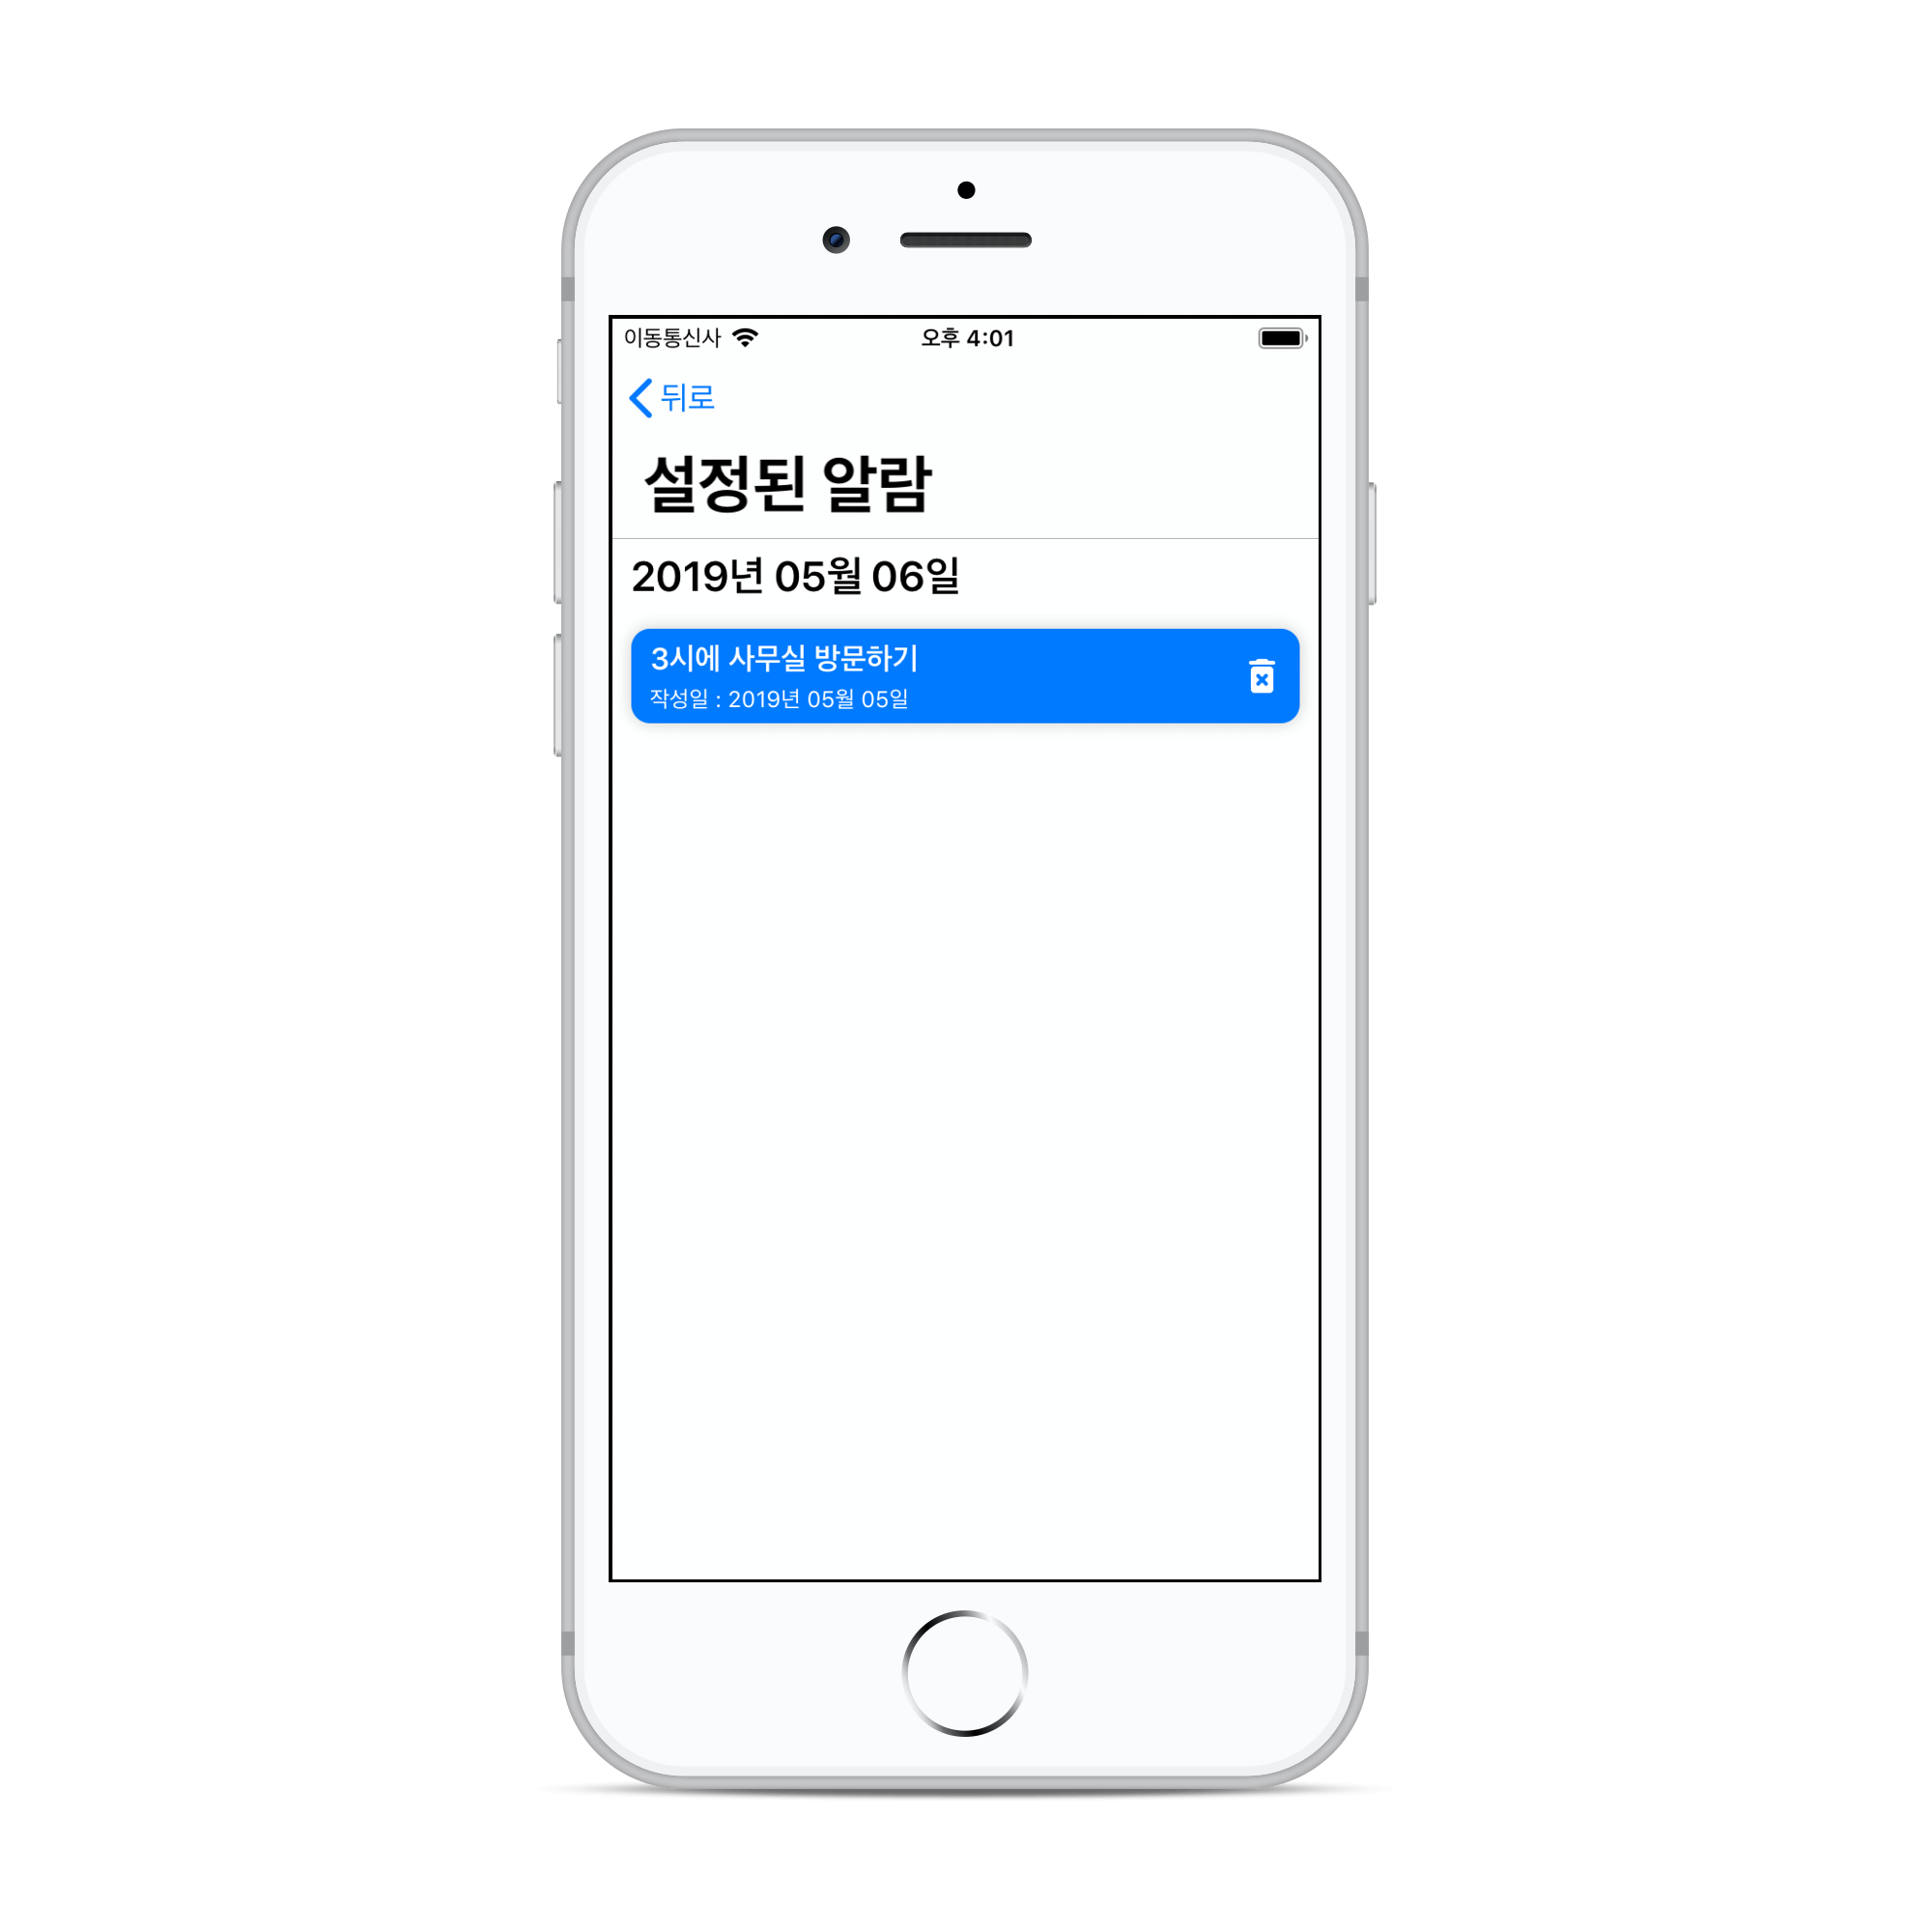 이동통신사 오후 4:01
뒤로
설정된 알람
2019년 05월 06일
3시에 사무실 방문하기
작성일 : 2019년 05월 05일